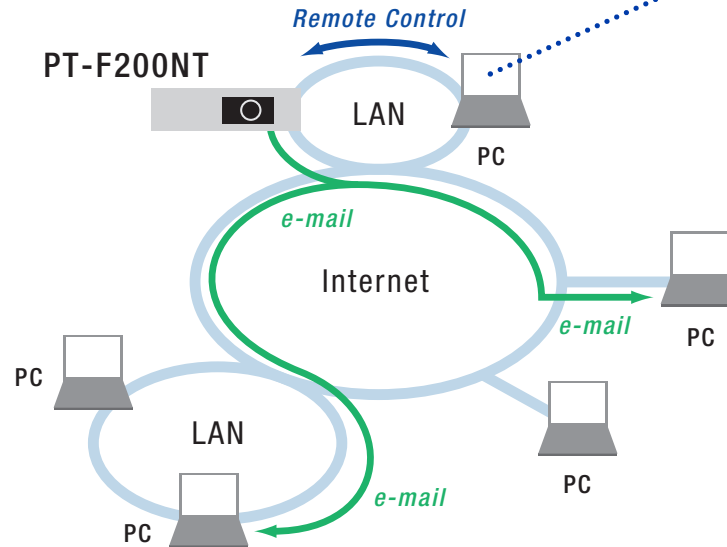 Remote Control
PT-F200NT
LAN
PC
e-mail
Internet
e-mail
PC
PC
LAN
PC
e-mail
PC